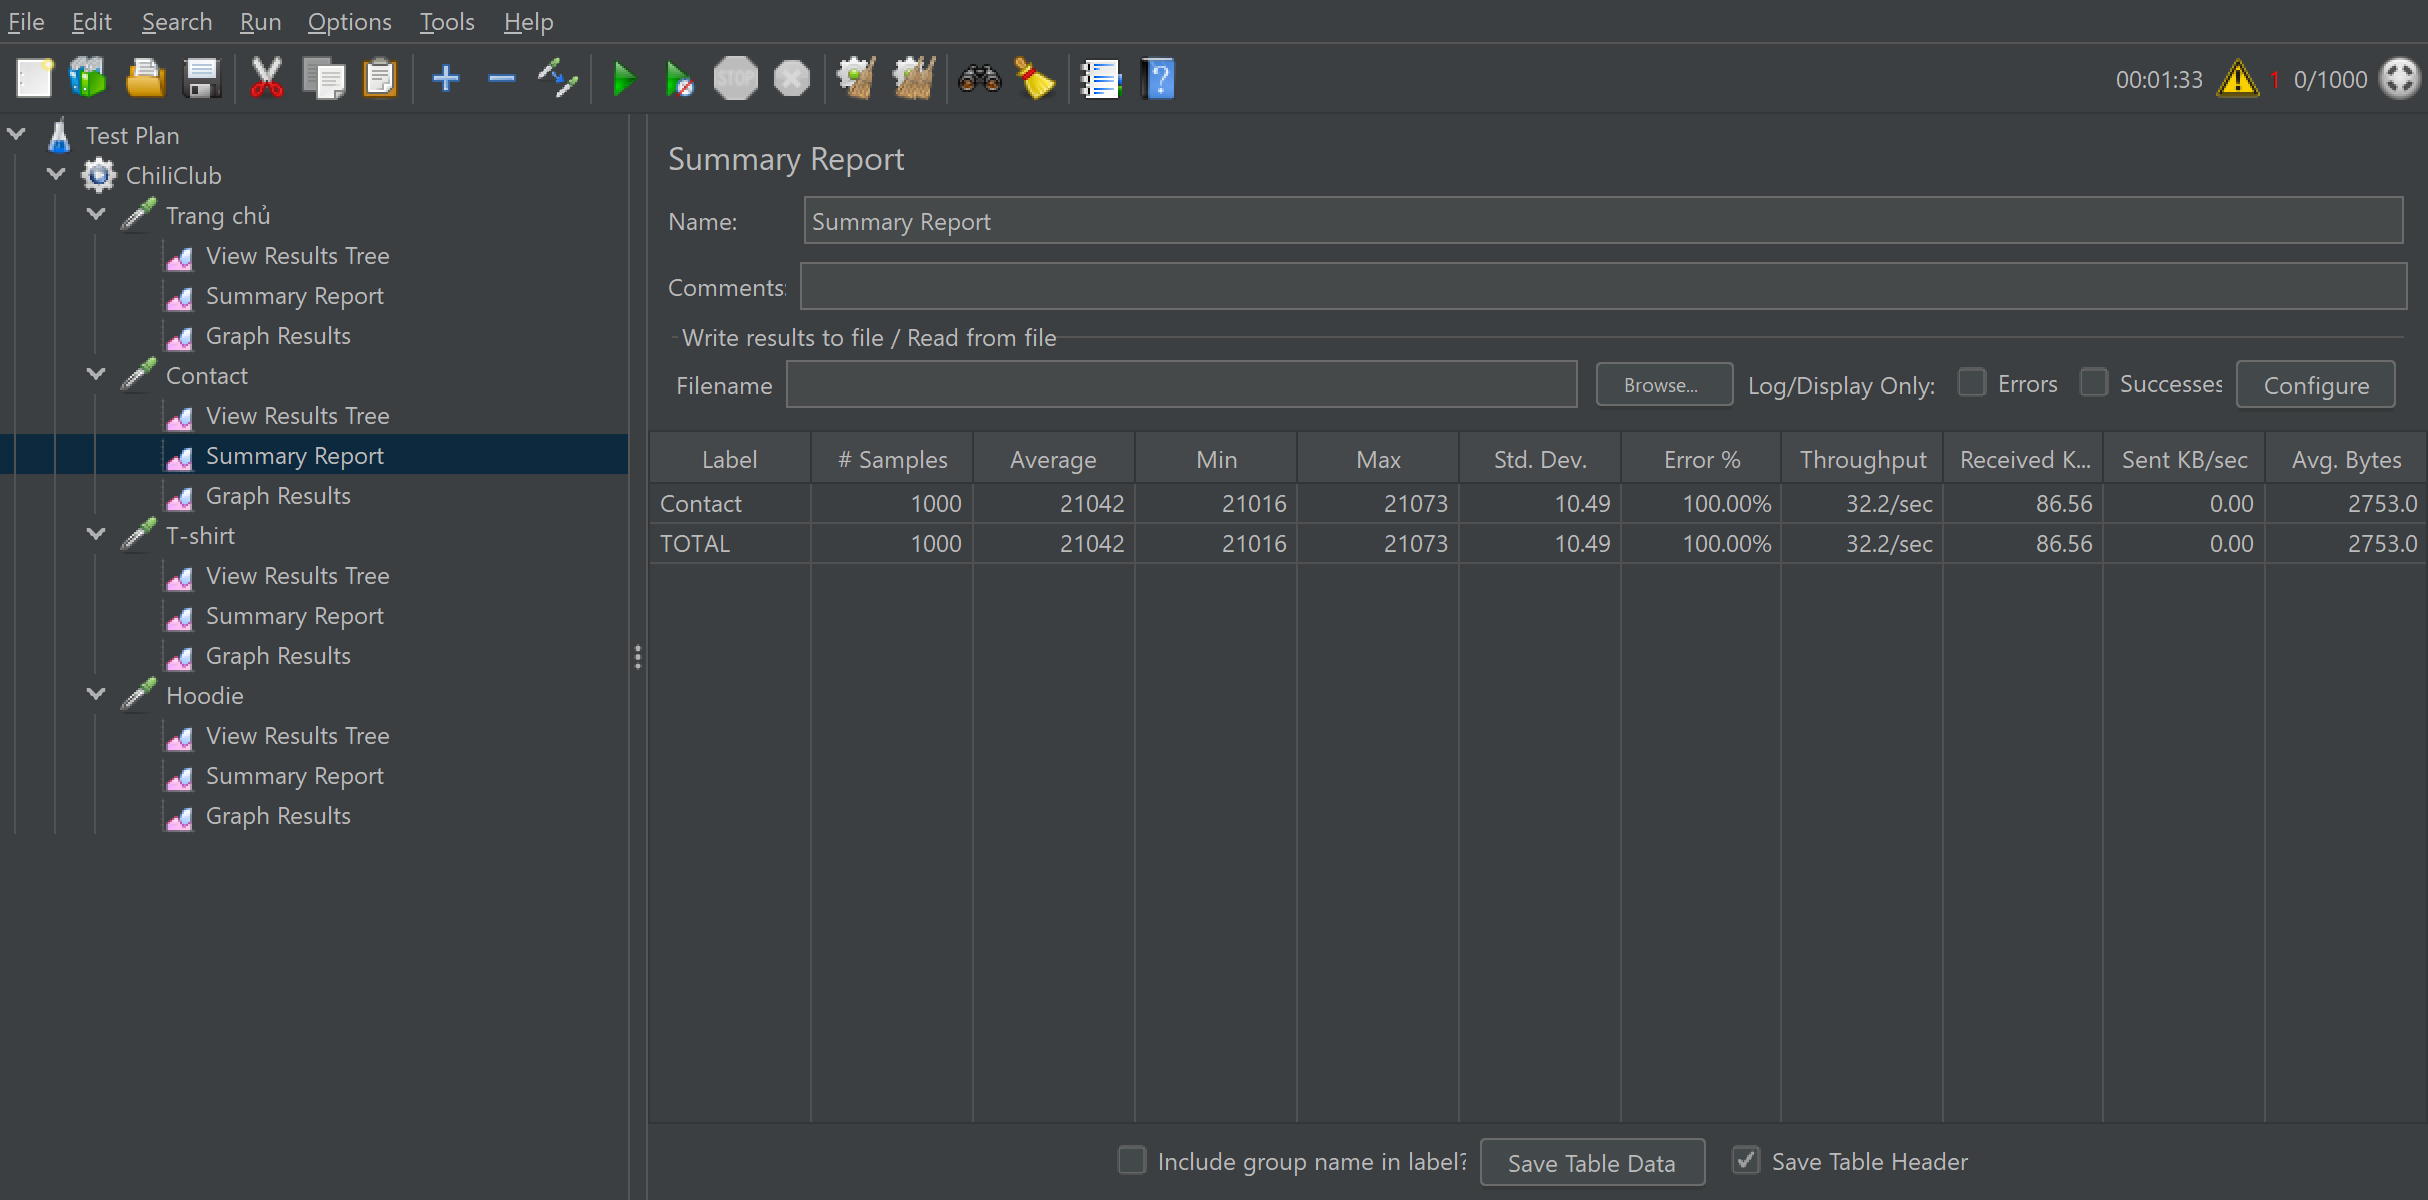 File Edit Search Run Options Tools Help
STOP
00:01:33 1 0/1000
Test Plan
ChiliClub
Trang chủ
View Results Tree
Summary Report
Graph Results
Contact
View Results Tree
Summary Report
Graph Results
T-shirt
View Results Tree
Summary Report
Graph Results
Hoodie
View Results Tree
Summary Report
Graph Results
Summary Report
Name: Summary Report
Comments:
Write results to file / Read from file
Filename Browse... Log/Display Only: Errors Successes Configure
Label # Samples Average Min Max Std. Dev. Error % Throughput Received K... Sent KB/sec Avg. Bytes
Contact 1000 21042 21016 21073 10.49 100.00% 32.2/sec 86.56 0.00 2753.0
TOTAL 1000 21042 21016 21073 10.49 100.00% 32.2/sec 86.56 0.00 2753.0
Include group name in label? Save Table Data Save Table Header